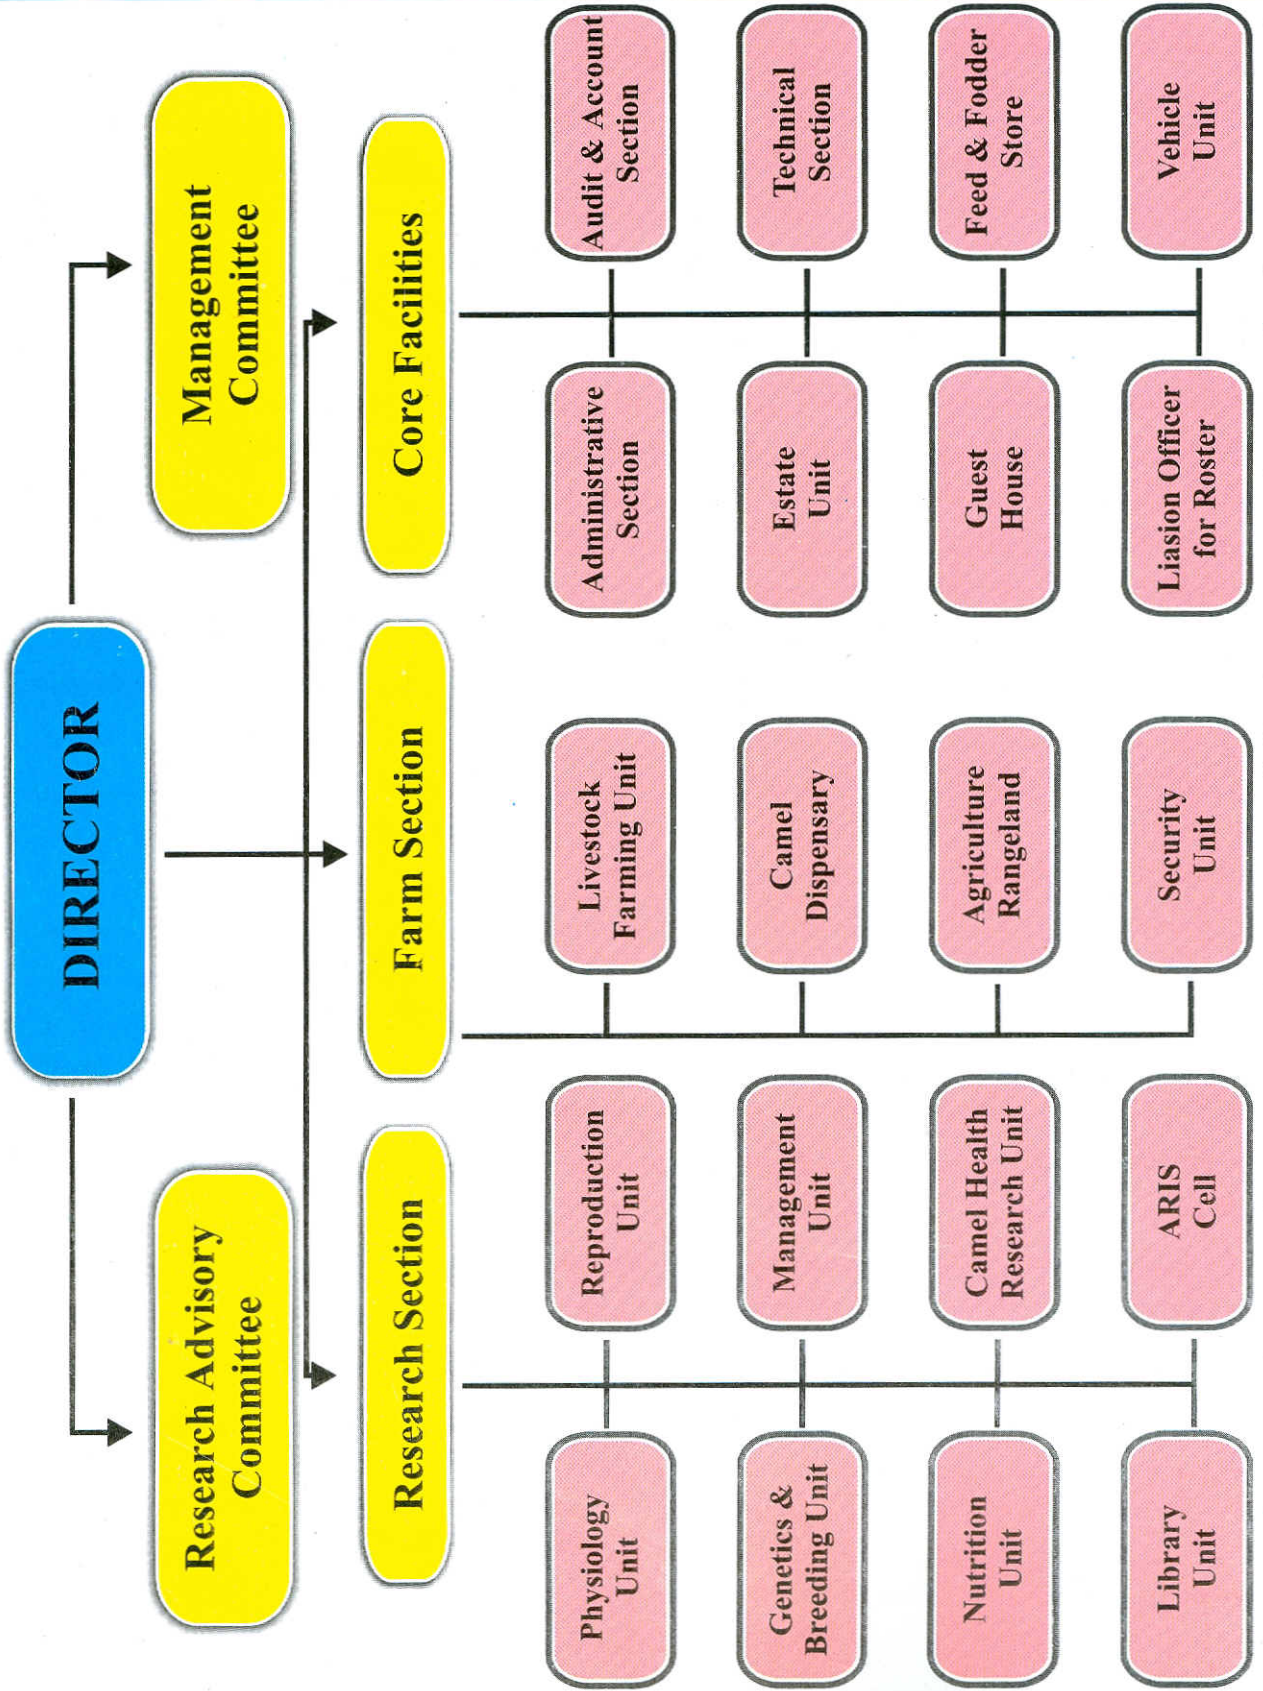 DIRECTOR
Research Advisory
Committee
Management
Committee
Research Section
Farm Section
Core Facilities
Physiology
Unit
Reproduction
Unit
Livestock
Farming Unit
Administrative
Section
Audit & Account
Section
Genetics &
Breeding Unit
Management
Unit
Camel
Dispensary
Estate
Unit
Technical
Section
Nutrition
Unit
Camel Health
Research Unit
Agriculture
Rangeland
Guest
House
Feed & Fodder
Store
Library
Unit
ARIS
Cell
Security
Unit
Liasion Officer
for Roster
Vehicle
Unit